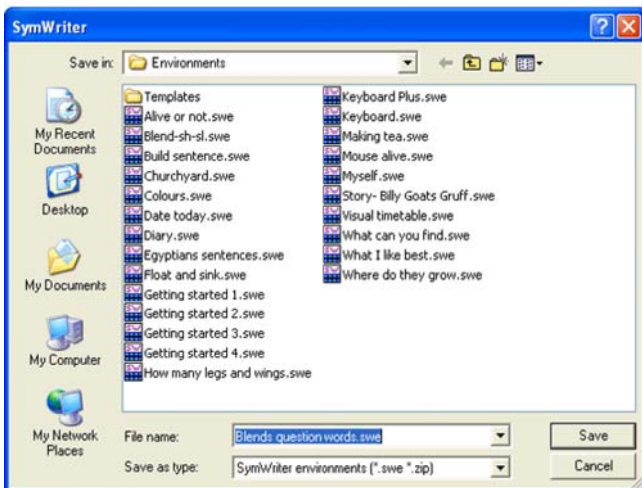 SymWriter
Save in:
Environments
My Recent
Documents
Desktop
My Documents
My Computer
My Network
Places
Templates
Alive or not.swe
Blend-sh-sl.swe
Build sentence.swe
Churchyard.swe
Colours.swe
Date today.swe
Diary.swe
Egyptians sentences.swe
Float and sink.swe
Getting started 1.swe
Getting started 2.swe
Getting started 3.swe
Getting started 4.swe
How many legs and wings.swe
Keyboard Plus.swe
Keyboard.swe
Making tea.swe
Mouse alive.swe
Myself.swe
Story- Billy Goats Gruff.swe
Visual timetable.swe
What can you find.swe
What I like best.swe
Where do they grow.swe
File name:
Blends question words.swe
Save
Save as type:
SymWriter environments (*.swe *.zip)
Cancel